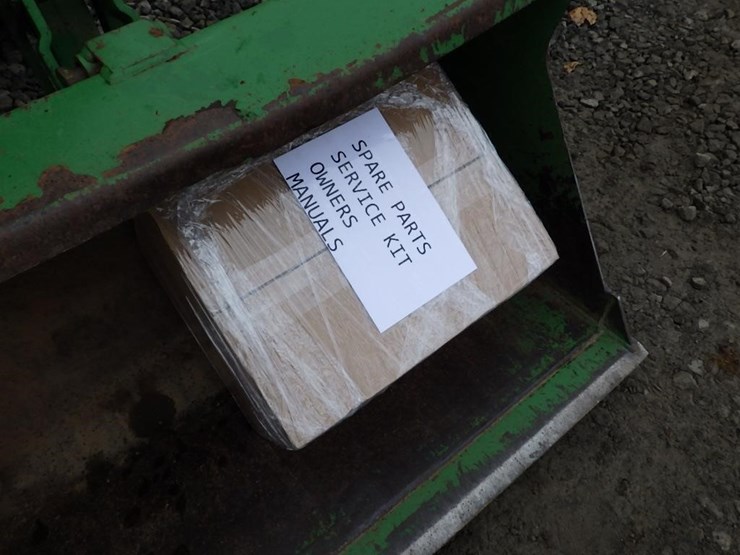 SPARE PARTS
SERVICE KIT
OWNERS
MANUALS